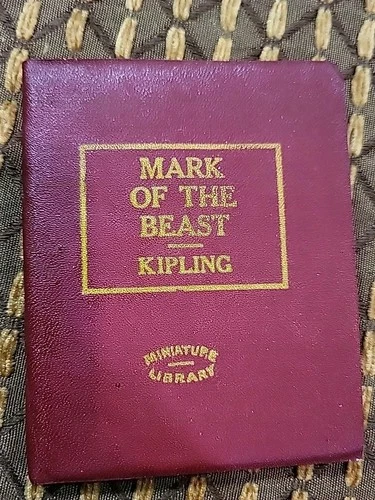 MARK
OF THE
BEAST
KIPLING
MINIATURE
LIBRARY